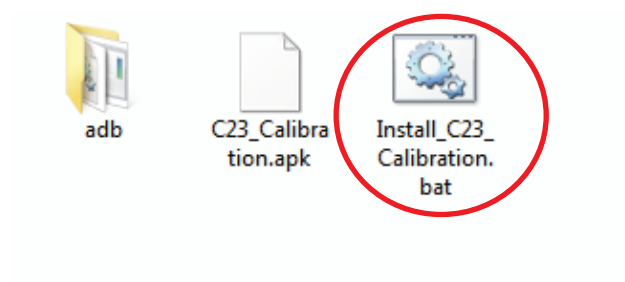 adb
C23_Calibra
tion.apk
Install_C23_
Calibration.
bat